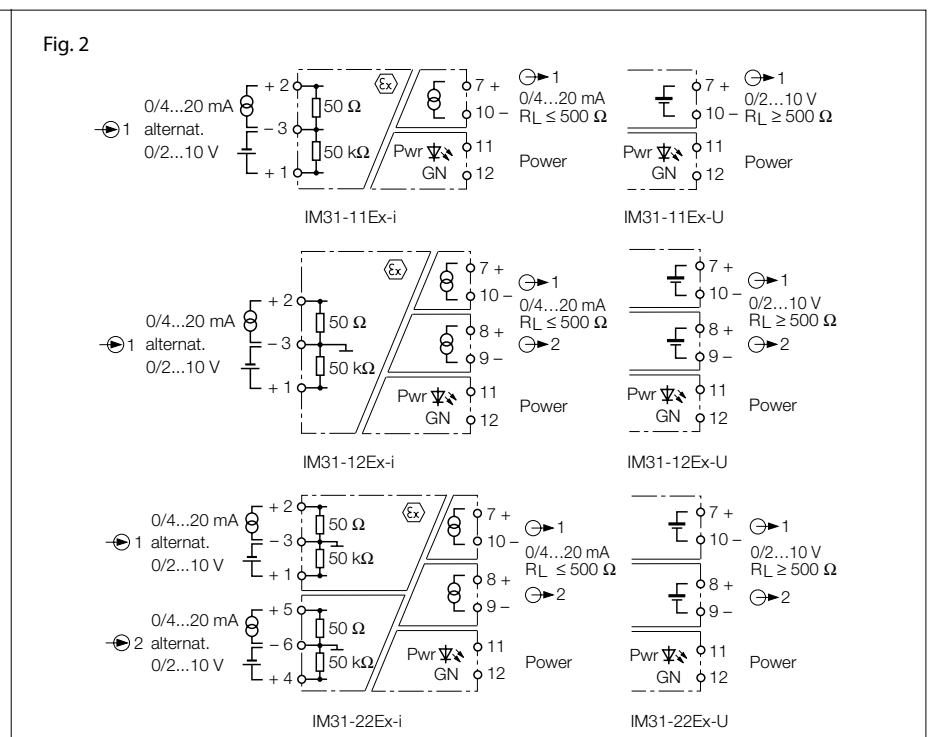 Fig. 2
0/4...20 mA
1 alternat.
0/2...10 V
+ 2
- 3
+ 1
50 Ω
50 kΩ
Ex
7 +
10 –
Pwr
GN
11
12
1
0/4...20 mA
RL ≤ 500 Ω
Power
IM31-11Ex-i
7 +
10 –
Pwr
GN
11
12
1
0/2...10 V
RL ≥ 500 Ω
Power
IM31-11Ex-U
0/4...20 mA
1 alternat.
0/2...10 V
+ 2
- 3
+ 1
50 Ω
50 kΩ
Ex
7 +
10 –
8 +
9 –
Pwr
GN
11
12
1
0/4...20 mA
RL ≤ 500 Ω
2
Power
IM31-12Ex-i
7 +
10 –
8 +
9 –
Pwr
GN
11
12
1
0/2...10 V
RL ≥ 500 Ω
2
Power
IM31-12Ex-U
0/4...20 mA
1 alternat.
0/2...10 V
+ 2
- 3
+ 1
50 Ω
50 kΩ
0/4...20 mA
2 alternat.
0/2...10 V
+ 5
- 6
+ 4
50 Ω
50 kΩ
Ex
7 +
10 –
8 +
9 –
Pwr
GN
11
12
1
0/4...20 mA
RL ≤ 500 Ω
2
Power
IM31-22Ex-i
7 +
10 –
8 +
9 –
Pwr
GN
11
12
1
0/2...10 V
RL ≥ 500 Ω
2
Power
IM31-22Ex-U